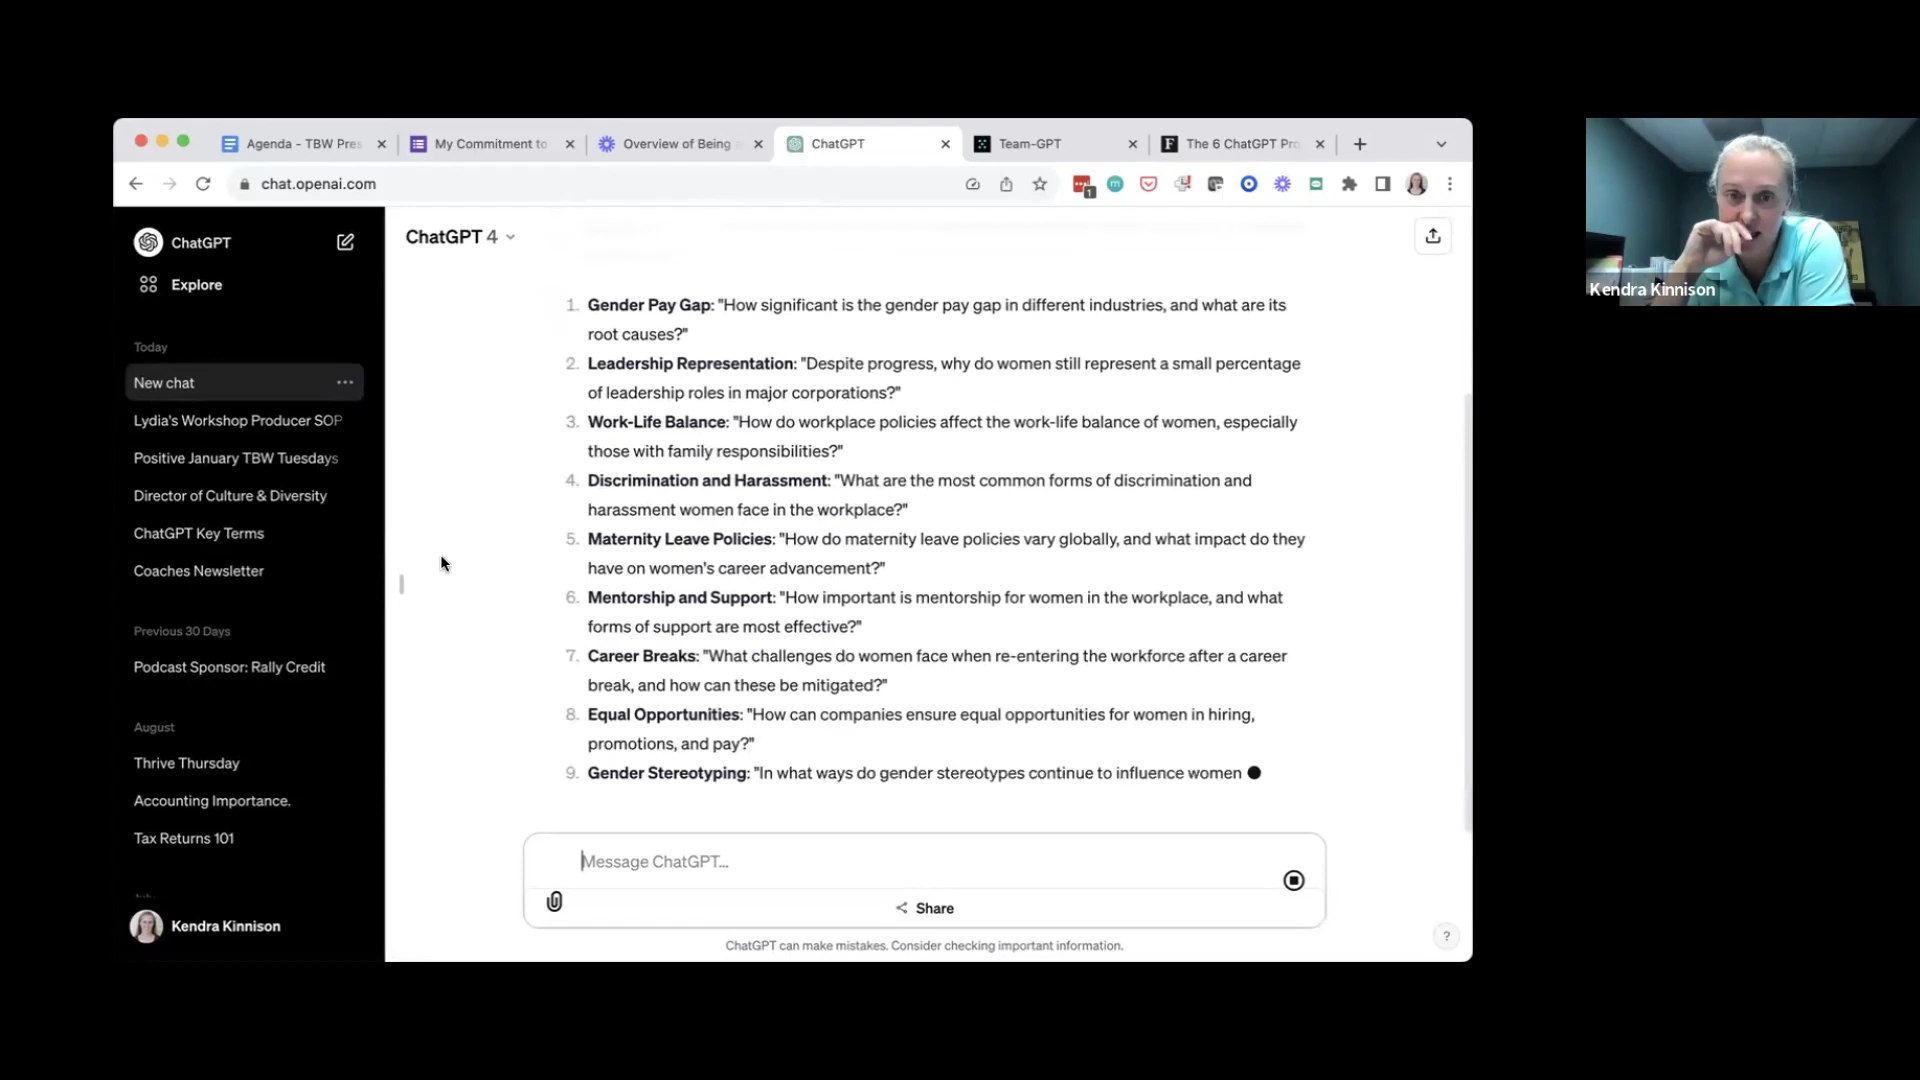 Agenda - TBW Pres
My Commitment to
Overview of Being
ChatGPT
Team-GPT
The 6 ChatGPT Pro
chat.openai.com
1
ChatGPT
Explore
Today
New chat
Lydia's Workshop Producer SOP
Positive January TBW Tuesdays
Director of Culture & Diversity
ChatGPT Key Terms
Coaches Newsletter
Previous 30 Days
Podcast Sponsor: Rally Credit
August
Thrive Thursday
Accounting Importance.
Tax Returns 101
Kendra Kinnison
ChatGPT 4
1. Gender Pay Gap: "How significant is the gender pay gap in different industries, and what are its
root causes?"
2. Leadership Representation: "Despite progress, why do women still represent a small percentage
of leadership roles in major corporations?"
3. Work-Life Balance: "How do workplace policies affect the work-life balance of women, especially
those with family responsibilities?"
4. Discrimination and Harassment: "What are the most common forms of discrimination and
harassment women face in the workplace?"
5. Maternity Leave Policies: "How do maternity leave policies vary globally, and what impact do they
have on women's career advancement?"
6. Mentorship and Support: "How important is mentorship for women in the workplace, and what
forms of support are most effective?"
7. Career Breaks: "What challenges do women face when re-entering the workforce after a career
break, and how can these be mitigated?"
8. Equal Opportunities: "How can companies ensure equal opportunities for women in hiring,
promotions, and pay?"
9. Gender Stereotyping: "In what ways do gender stereotypes continue to influence women
Message ChatGPT...
Share
ChatGPT can make mistakes. Consider checking important information.
?
Kendra Kinnison